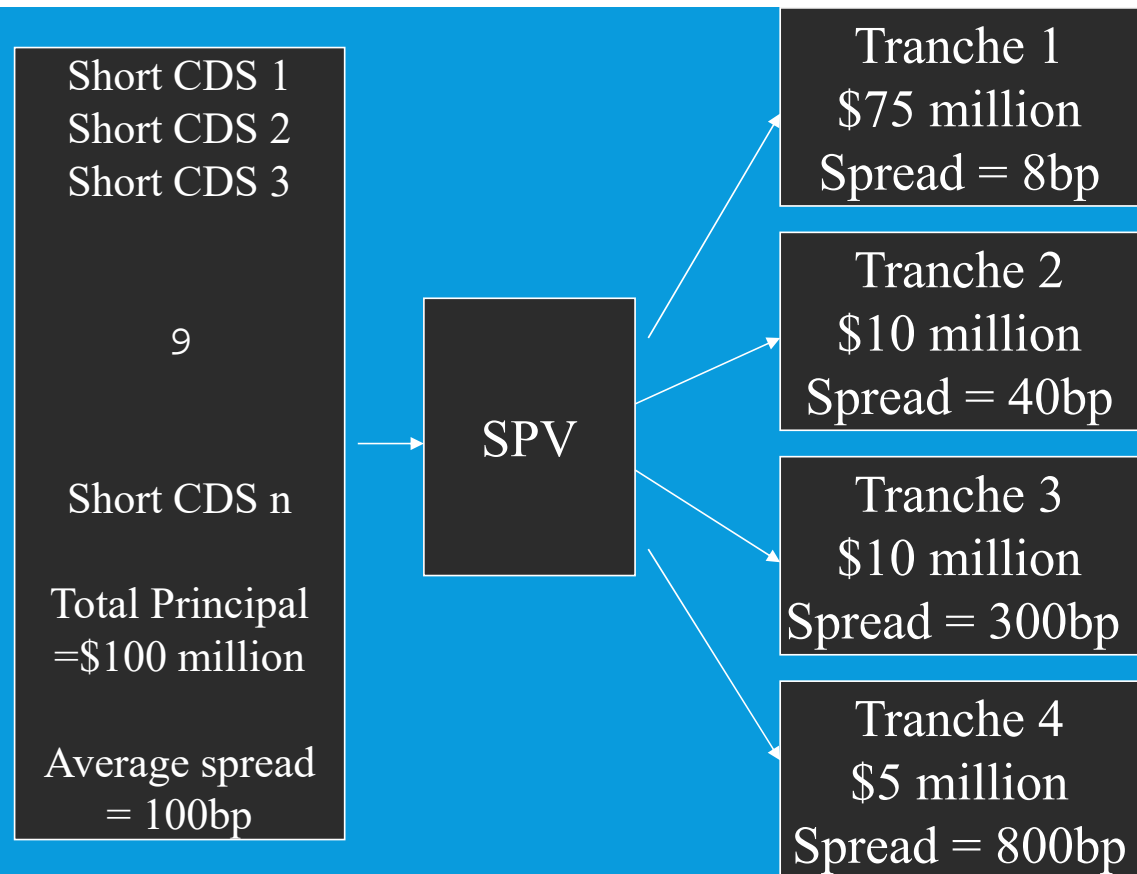 Short CDS 1
Short CDS 2
Short CDS 3
9
Short CDS n
Total Principal
=$100 million
Average spread
= 100bp
SPV
Tranche 1
$75 million
Spread = 8bp
Tranche 2
$10 million
Spread = 40bp
Tranche 3
$10 million
Spread = 300bp
Tranche 4
$5 million
Spread = 800bp